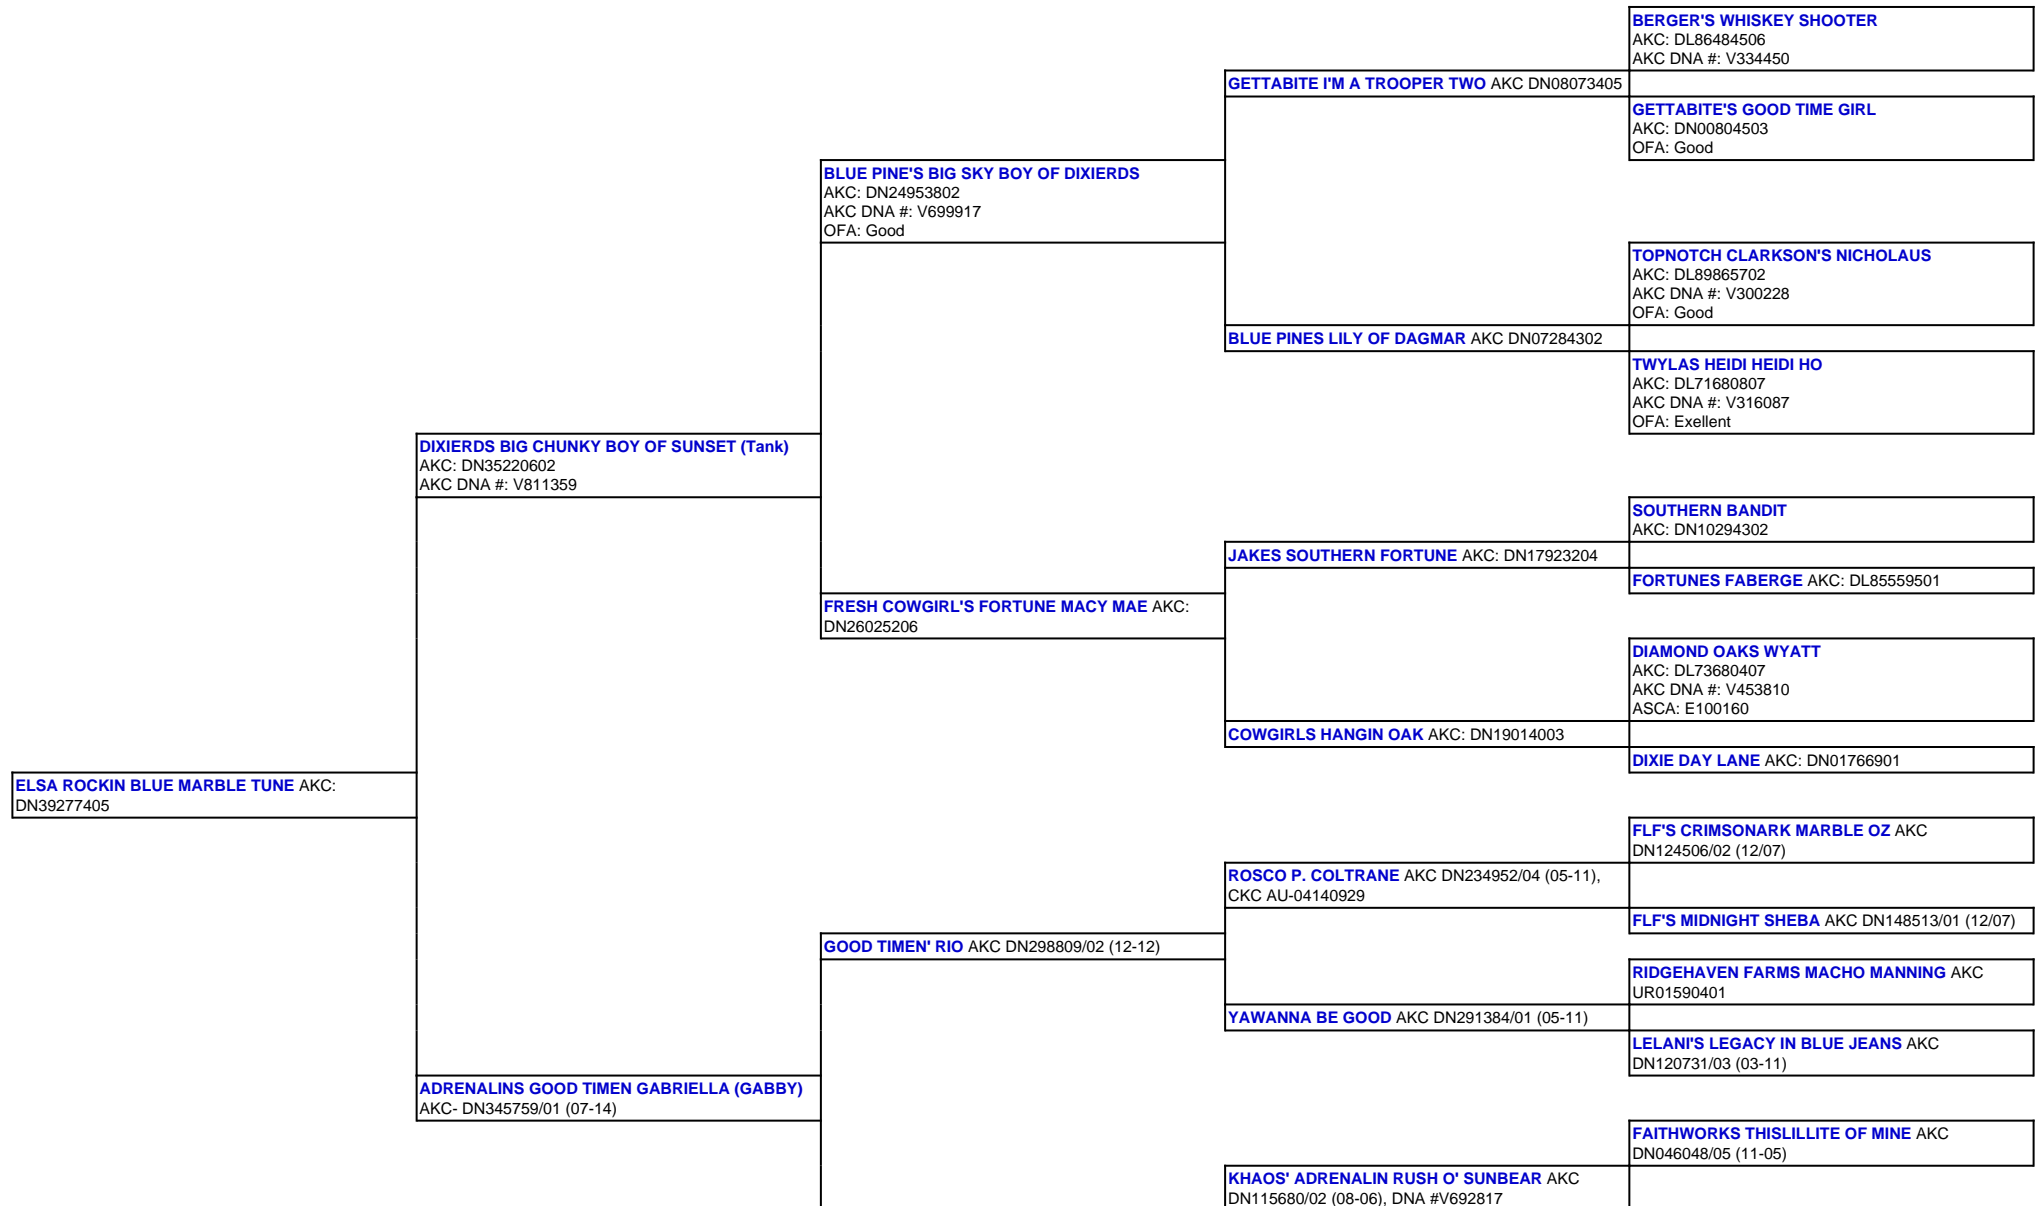 BERGER'S WHISKEY SHOOTER
AKC: DL86484506
AKC DNA #: V334450
GETTABITE I'M A TROOPER TWO AKC DN08073405
GETTABITE'S GOOD TIME GIRL
AKC: DN00804503
OFA: Good
BLUE PINE'S BIG SKY BOY OF DIXIERDS
AKC: DN24953802
AKC DNA #: V699917
OFA: Good
TOPNOTCH CLARKSON'S NICHOLAUS
AKC: DL89865702
AKC DNA #: V300228
OFA: Good
BLUE PINES LILY OF DAGMAR AKC DN07284302
TWYLAS HEIDI HEIDI HO
AKC: DL71680807
AKC DNA #: V316087
OFA: Exellent
DIXIERDS BIG CHUNKY BOY OF SUNSET (Tank)
AKC: DN35220602
AKC DNA #: V811359
SOUTHERN BANDIT
AKC: DN10294302
JAKES SOUTHERN FORTUNE AKC: DN17923204
FORTUNES FABERGE AKC: DL85559501
FRESH COWGIRL'S FORTUNE MACY MAE AKC:
DN26025206
DIAMOND OAKS WYATT
AKC: DL73680407
AKC DNA #: V453810
ASCA: E100160
COWGIRLS HANGIN OAK AKC: DN19014003
DIXIE DAY LANE AKC: DN01766901
ELSA ROCKIN BLUE MARBLE TUNE AKC:
DN39277405
FLF'S CRIMSONARK MARBLE OZ AKC
DN124506/02 (12/07)
ROSCO P. COLTRANE AKC DN234952/04 (05-11),
CKC AU-04140929
FLF'S MIDNIGHT SHEBA AKC DN148513/01 (12/07)
GOOD TIMEN' RIO AKC DN298809/02 (12-12)
RIDGEHAVEN FARMS MACHO MANNING AKC
UR01590401
YAWANNA BE GOOD AKC DN291384/01 (05-11)
LELANI'S LEGACY IN BLUE JEANS AKC
DN120731/03 (03-11)
ADRENALINS GOOD TIMEN GABRIELLA (GABBY)
AKC- DN345759/01 (07-14)
FAITHWORKS THISLILLITE OF MINE AKC
DN046048/05 (11-05)
KHAOS' ADRENALIN RUSH O' SUNBEAR AKC
DN115680/02 (08-06), DNA #V692817